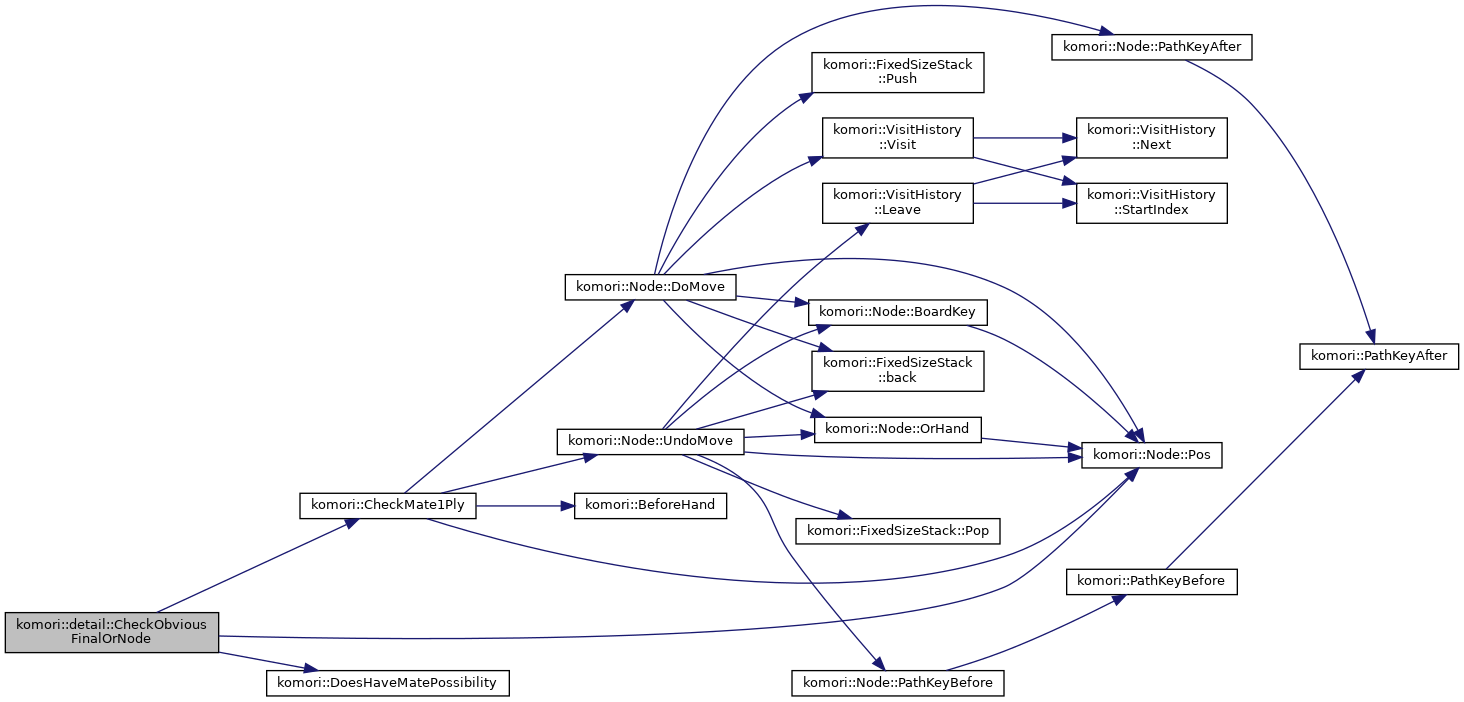 komori::Node::PathKeyAfter
komori::FixedSizeStack
::Push
komori::VisitHistory
::Visit
komori::VisitHistory
::Next
komori::VisitHistory
::Leave
komori::VisitHistory
::StartIndex
komori::Node::DoMove
komori::Node::BoardKey
komori::PathKeyAfter
komori::FixedSizeStack
::back
komori::Node::OrHand
komori::Node::UndoMove
komori::Node::Pos
komori::CheckMate1Ply
komori::BeforeHand
komori::FixedSizeStack::Pop
komori::PathKeyBefore
komori::detail::CheckObvious
FinalOrNode
komori::DoesHaveMatePossibility
komori::Node::PathKeyBefore